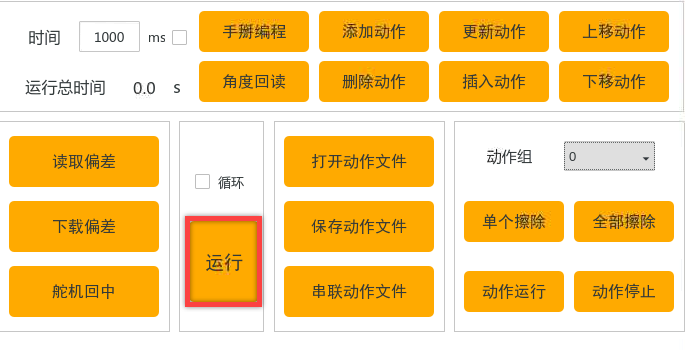 时间 1000 ms 手掰编程 添加动作 更新动作 上移动作
运行总时间 0.0 s 角度回读 删除动作 插入动作 下移动作
读取偏差
下载偏差
舵机回中
循环
运行
打开动作文件
保存动作文件
串联动作文件
动作组 0
单个擦除 全部擦除
动作运行 动作停止